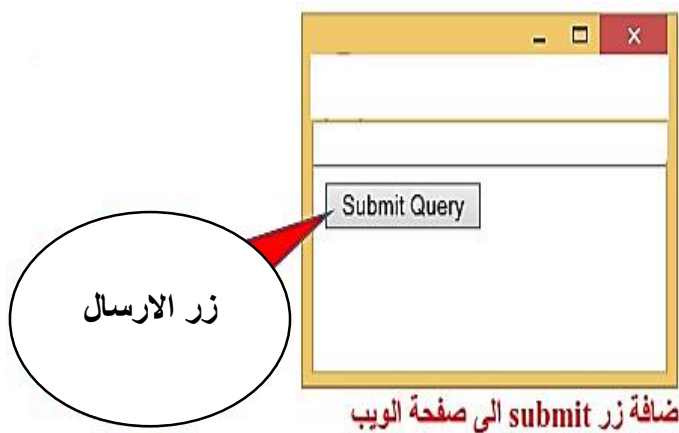 Submit Query
زر الارسال
ضافة زر submit الى صفحة الويب